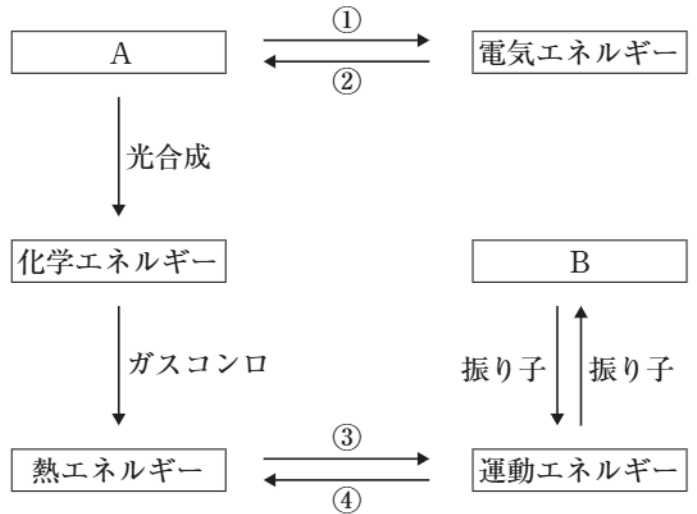 ①
A
電気エネルギー
②
光合成
化学エネルギー
B
ガスコンロ
振り子
振り子
③
熱エネルギー
運動エネルギー
④